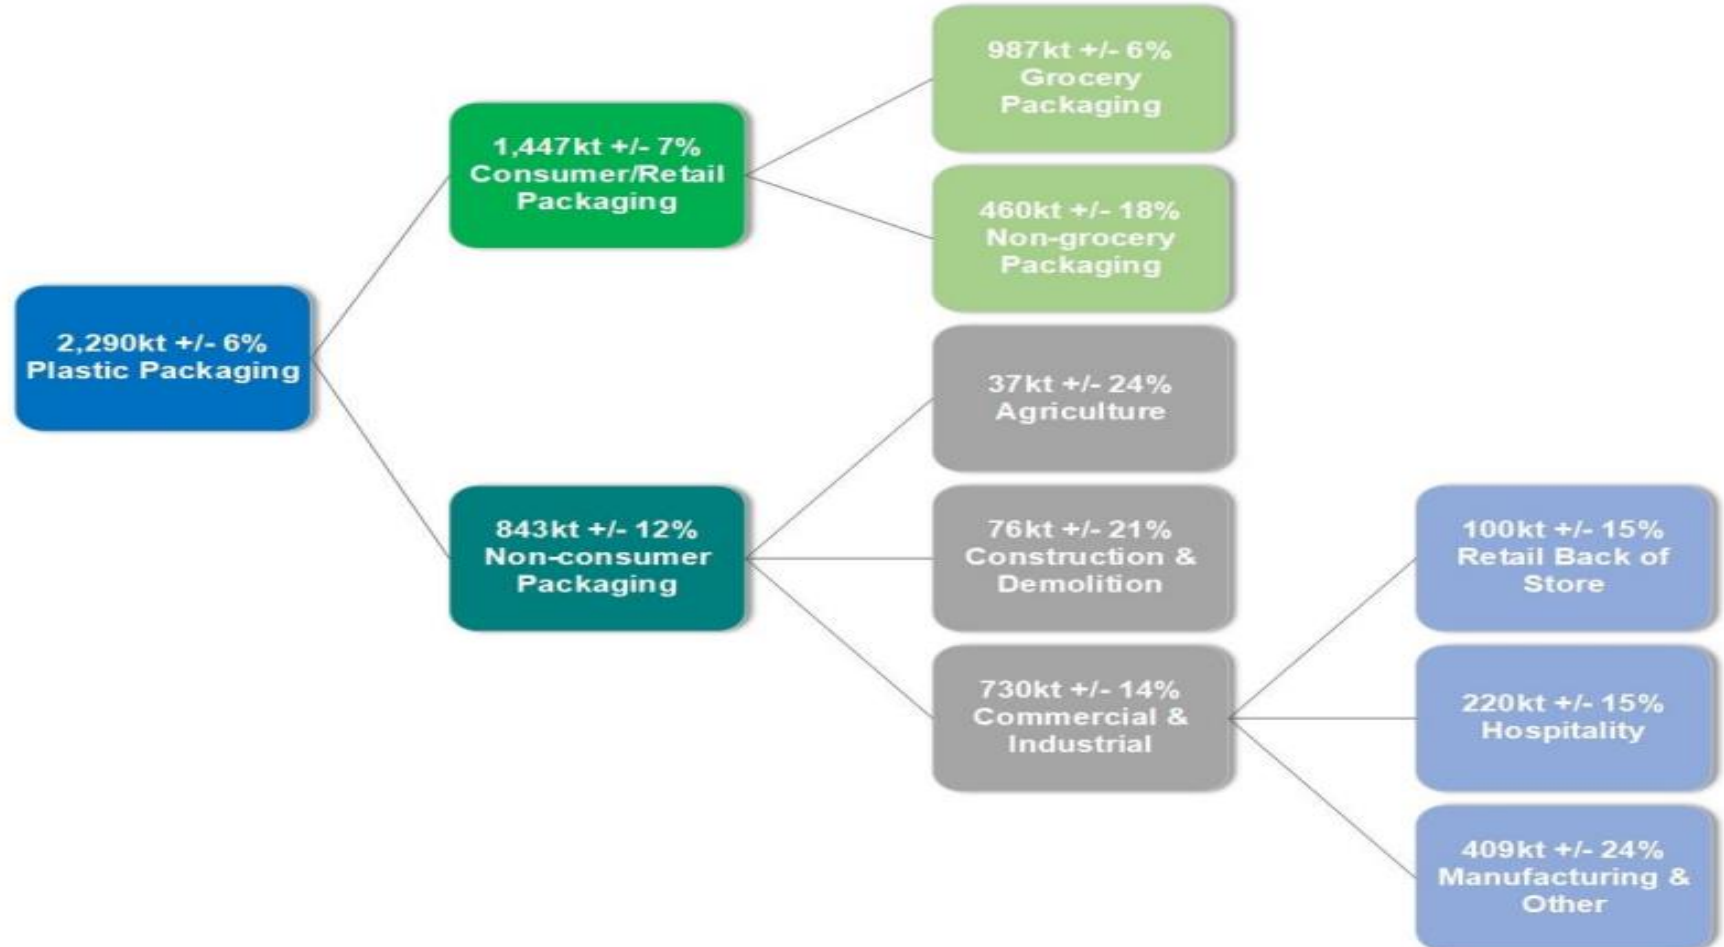 987kt +/- 6%
Grocery
Packaging
1,447kt +/- 7%
Consumer/Retail
Packaging
460kt +/- 18%
Non-grocery
Packaging
2,290kt +/- 6%
Plastic Packaging
37kt +/- 24%
Agriculture
843kt +/- 12%
Non-consumer
Packaging
76kt +/- 21%
Construction &
Demolition
100kt +/- 15%
Retail Back of
Store
730kt +/- 14%
Commercial &
Industrial
220kt +/- 15%
Hospitality
409kt +/- 24%
Manufacturing &
Other